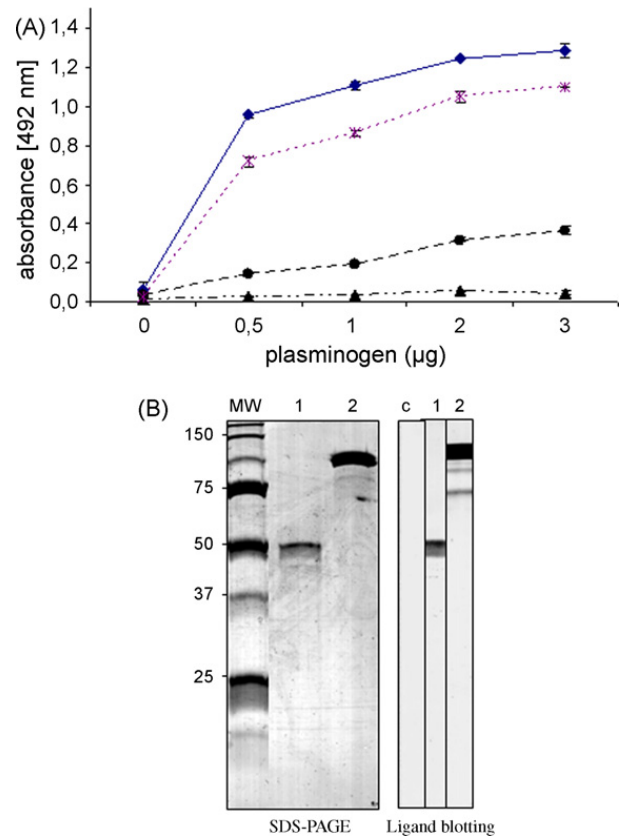 (A)
absorbance [492 nm]
1,4
1,2
1,0
0,8
0,6
0,4
0,2
0,0
0 0,5 1 2 3
plasminogen (µg)
(B)
MW 1 2 c 1 2
150
75
50
37
25
SDS-PAGE Ligand blotting